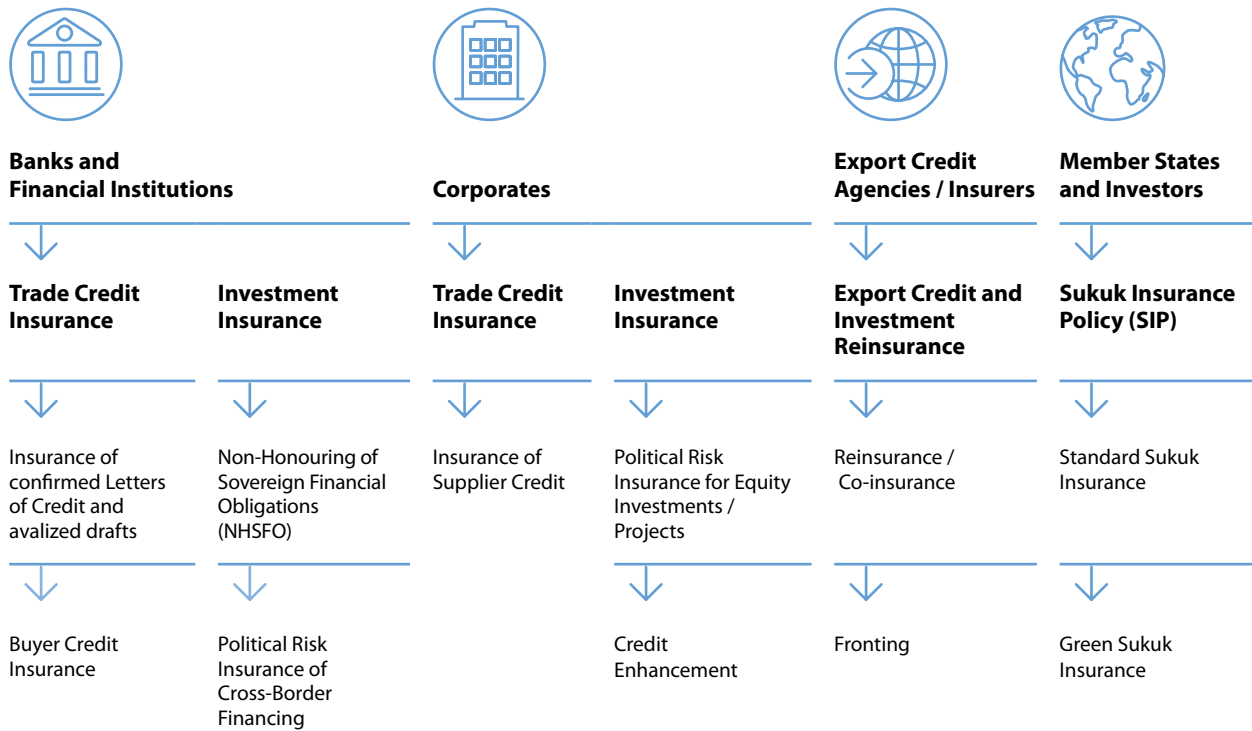 Banks and
Financial Institutions
Corporates
Export Credit
Agencies / Insurers
Member States
and Investors
Trade Credit
Insurance
Investment
Insurance
Trade Credit
Insurance
Investment
Insurance
Export Credit and
Investment
Reinsurance
Sukuk Insurance
Policy (SIP)
Insurance of
confirmed Letters
of Credit and
avalized drafts
Non-Honouring of
Sovereign Financial
Obligations
(NHSFO)
Insurance of
Supplier Credit
Political Risk
Insurance for Equity
Investments /
Projects
Reinsurance /
Co-insurance
Standard Sukuk
Insurance
Buyer Credit
Insurance
Political Risk
Insurance of
Cross-Border
Financing
Credit
Enhancement
Fronting
Green Sukuk
Insurance